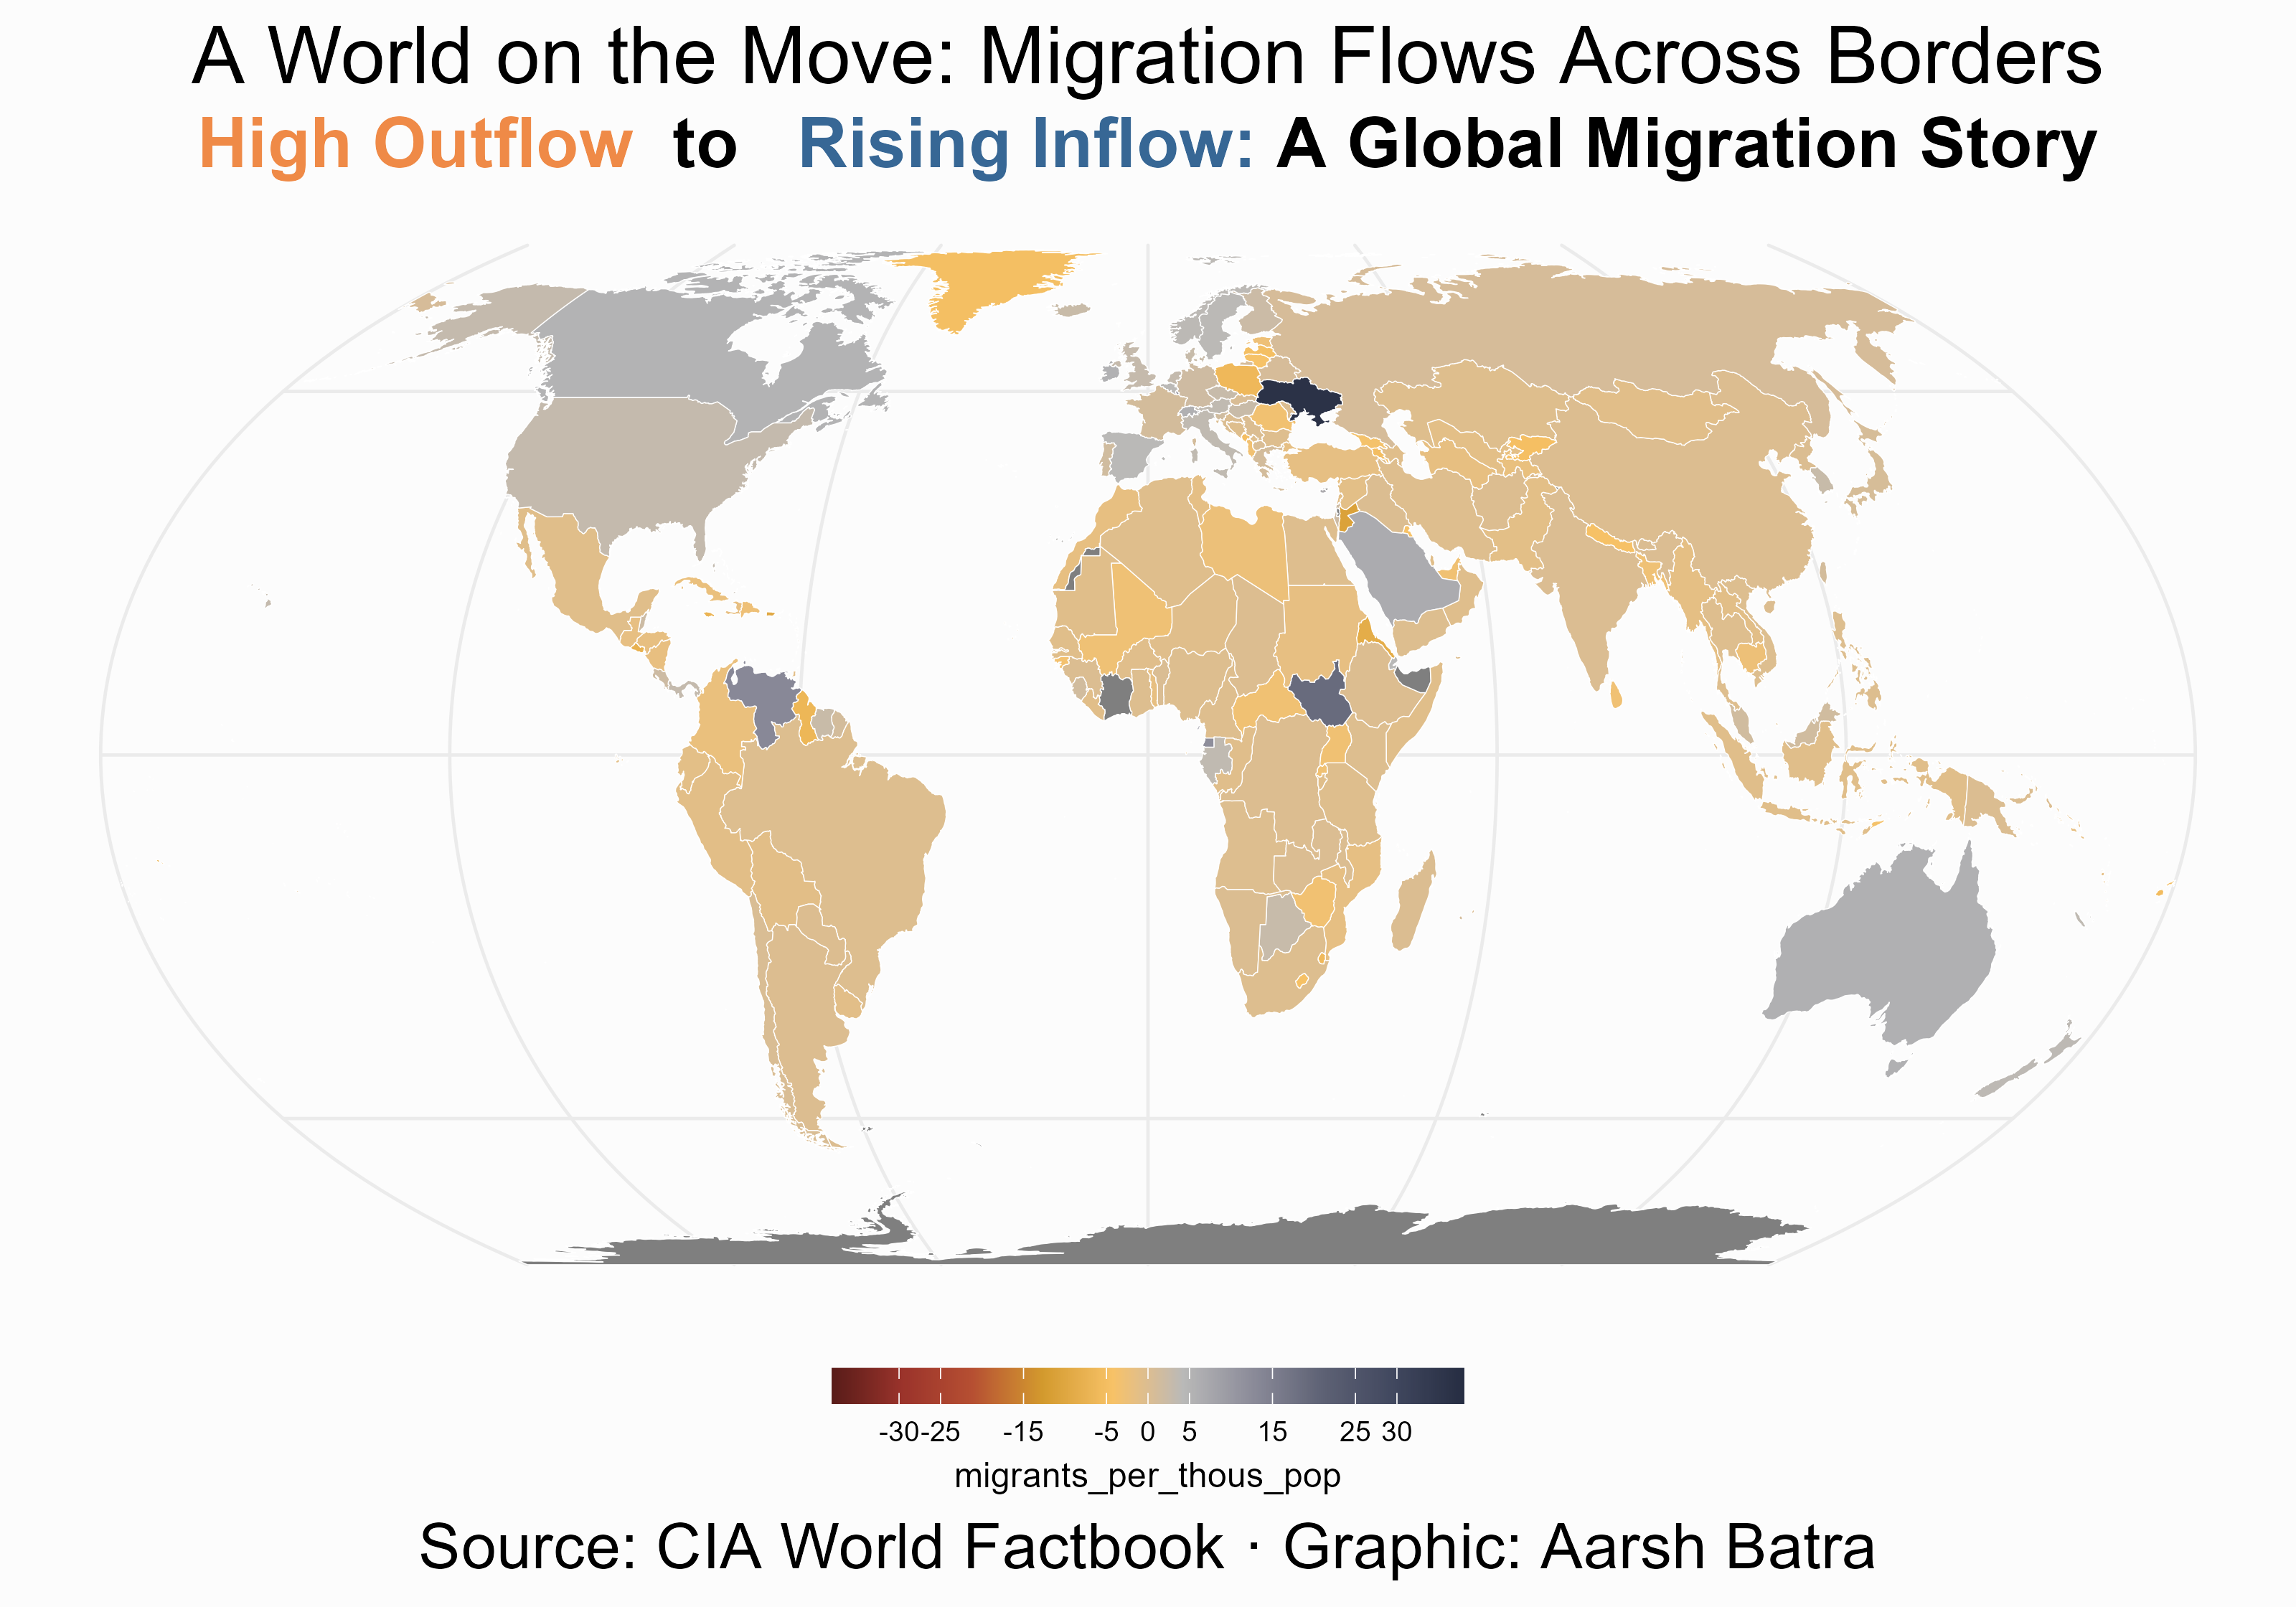 A World on the Move: Migration Flows Across Borders
High Outflow to Rising Inflow: A Global Migration Story
-30 -25 -15 -5 0 5 15 25 30
migrants_per_thous_pop
Source: CIA World Factbook · Graphic: Aarsh Batra